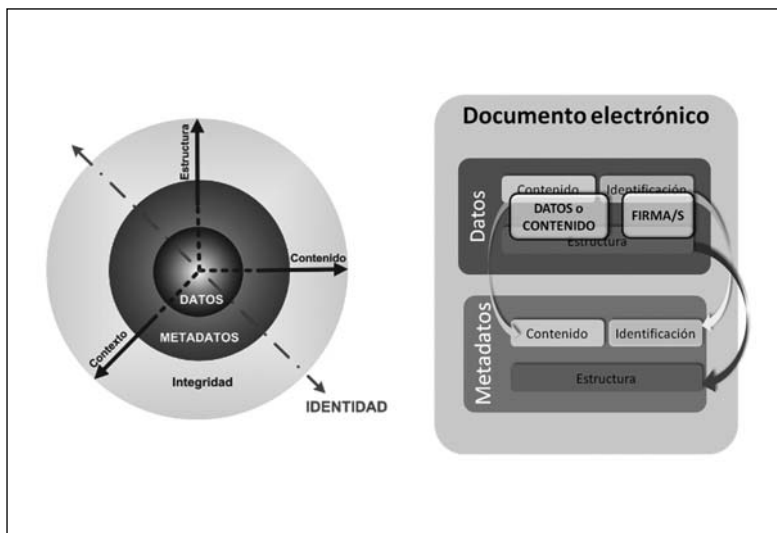 Estructura
Contenido
DATOS
METADATOS
Contexto
Integridad
IDENTIDAD
Documento electrónico
Datos
Contenido
Identificación
DATOS o
CONTENIDO
FIRMA/S
Estructura
Metadatos
Contenido
Identificación
Estructura